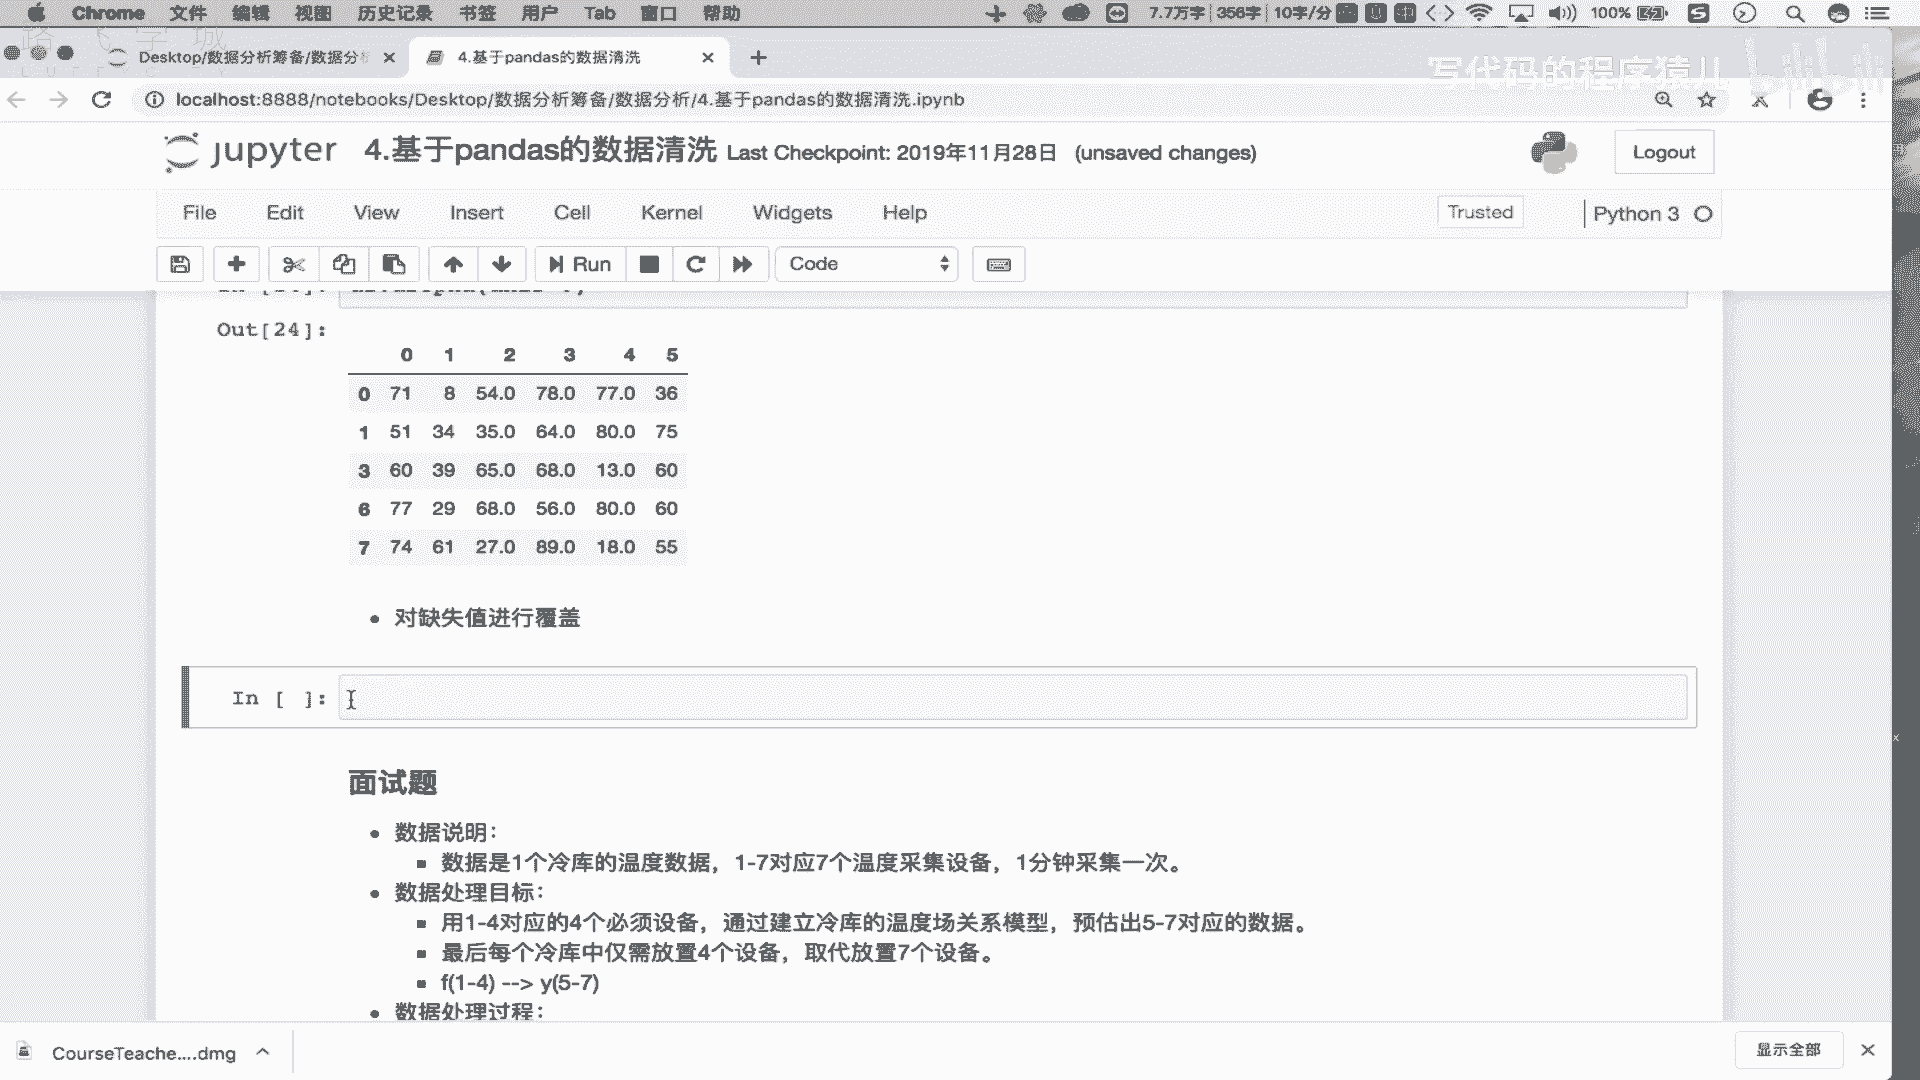 Chrome 文件 编辑 视图 历史记录 书签 用户 Tab 窗口 帮助 7.7万字 356字 10字/分 100%
Desktop/数据分析筹备/数据分析 4.基于pandas的数据清洗
写代码的程序猿儿 bilibili
localhost:8888/notebooks/Desktop/数据分析筹备/数据分析/4.基于pandas的数据清洗.ipynb
jupyter 4.基于pandas的数据清洗 Last Checkpoint: 2019年11月28日 (unsaved changes) Logout
File Edit View Insert Cell Kernel Widgets Help Trusted Python 3
Run Code
Out[24]:
0 1 2 3 4 5
0 71 8 54.0 78.0 77.0 36
1 51 34 35.0 64.0 80.0 75
3 60 39 65.0 68.0 13.0 60
6 77 29 68.0 56.0 80.0 60
7 74 61 27.0 89.0 18.0 55
对缺失值进行覆盖
In [ ]:
面试题
数据说明：
数据是1个冷库的温度数据，1-7对应7个温度采集设备，1分钟采集一次。
数据处理目标：
用1-4对应的4个必须设备，通过建立冷库的温度场关系模型，预估出5-7对应的数据。
最后每个冷库中仅需放置4个设备，取代放置7个设备。
f(1-4) --> y(5-7)
数据处理过程：
CourseTeache....dmg 显示全部